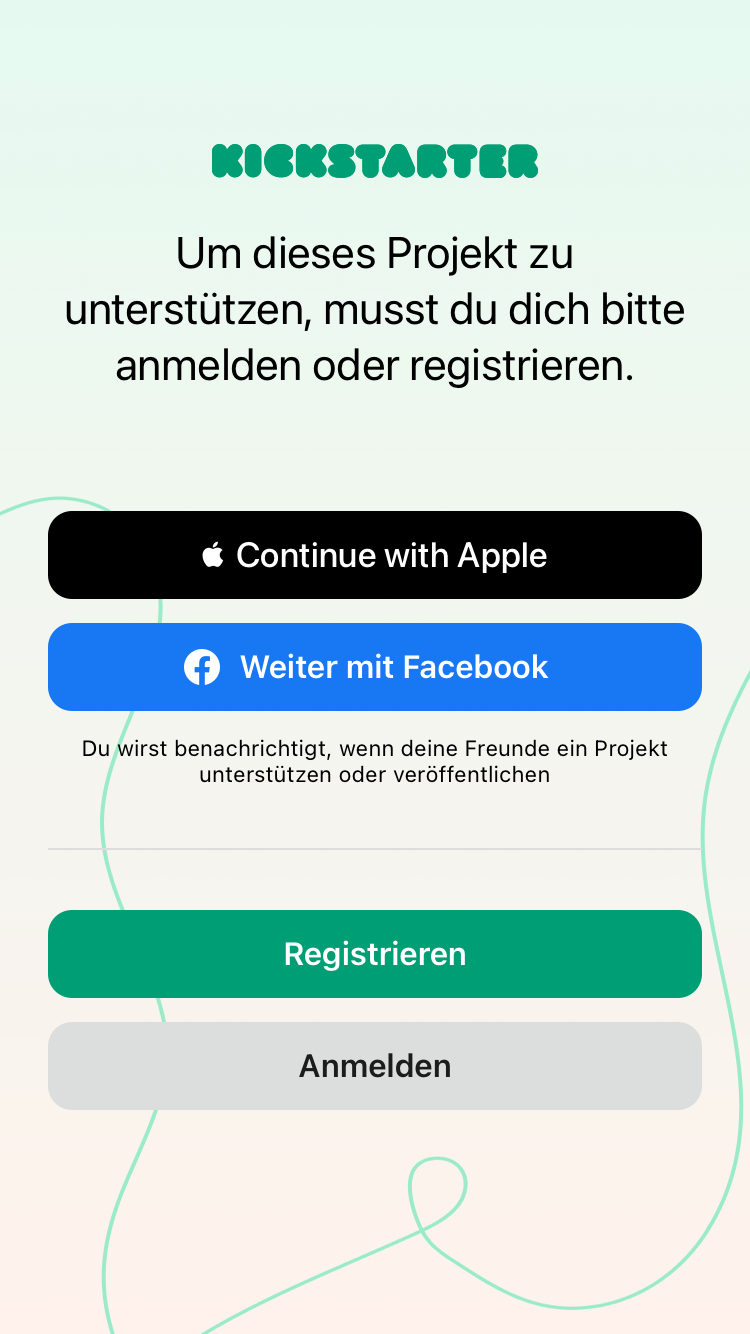 KICKSTARTER
Um dieses Projekt zu
unterstützen, musst du dich bitte
anmelden oder registrieren.
Continue with Apple
Weiter mit Facebook
Du wirst benachrichtigt, wenn deine Freunde ein Projekt
unterstützen oder veröffentlichen
Registrieren
Anmelden